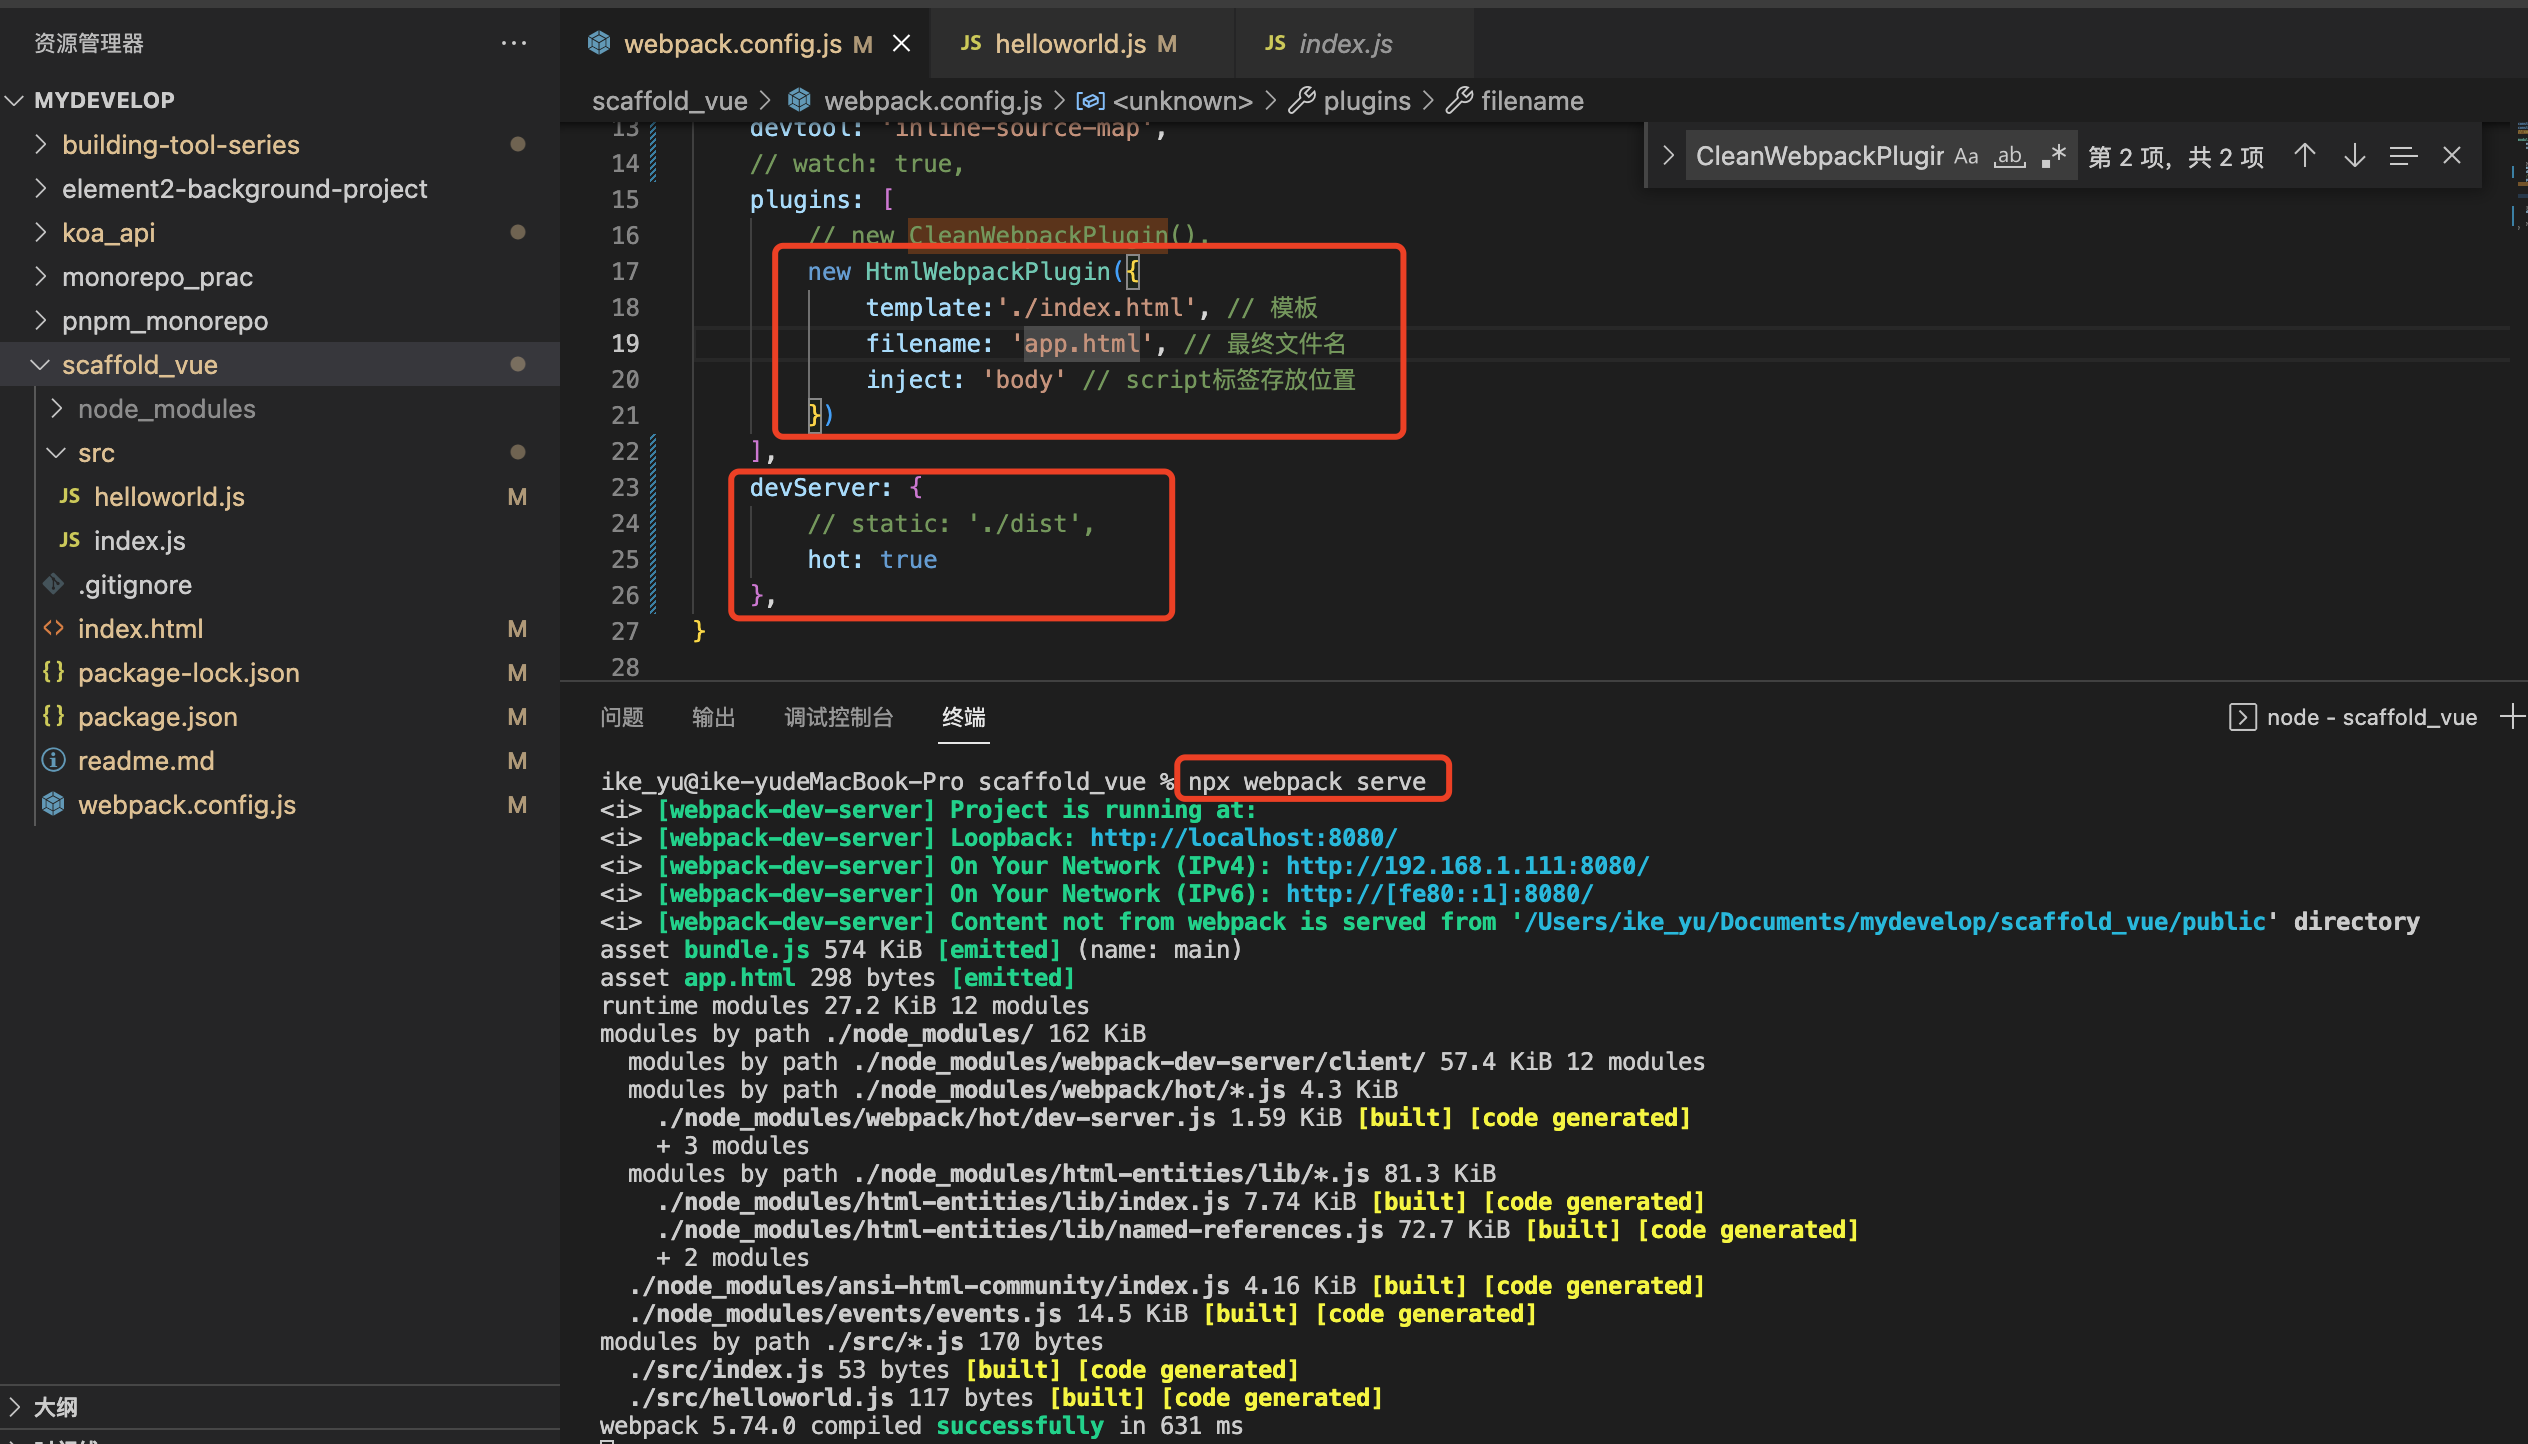 资源管理器
MYDEVELOP
building-tool-series
element2-background-project
koa_api
monorepo_prac
pnpm_monorepo
scaffold_vue
node_modules
src
helloworld.js M
index.js
.gitignore
index.html M
package-lock.json M
package.json M
readme.md M
webpack.config.js M
大纲
webpack.config.js M
helloworld.js M
index.js
scaffold_vue > webpack.config.js > <unknown> > plugins > filename
CleanWebpackPlugin Aa ab 第 2 项，共 2 项
13 devtool: 'inline-source-map',
14 // watch: true,
15 plugins: [
16 // new CleanWebpackPlugin(),
17 new HtmlWebpackPlugin({
18 template:'./index.html', // 模板
19 filename: 'app.html', // 最终文件名
20 inject: 'body' // script标签存放位置
21 })
22 ],
23 devServer: {
24 // static: './dist',
25 hot: true
26 },
27 }
28
问题 输出 调试控制台 终端
node - scaffold_vue
ike_yu@ike-yudeMacBook-Pro scaffold_vue % npx webpack serve
<i> [webpack-dev-server] Project is running at:
<i> [webpack-dev-server] Loopback: http://localhost:8080/
<i> [webpack-dev-server] On Your Network (IPv4): http://192.168.1.111:8080/
<i> [webpack-dev-server] On Your Network (IPv6): http://[fe80::1]:8080/
<i> [webpack-dev-server] Content not from webpack is served from '/Users/ike_yu/Documents/mydevelop/scaffold_vue/public' directory
asset bundle.js 574 KiB [emitted] (name: main)
asset app.html 298 bytes [emitted]
runtime modules 27.2 KiB 12 modules
modules by path ./node_modules/ 162 KiB
modules by path ./node_modules/webpack-dev-server/client/ 57.4 KiB 12 modules
modules by path ./node_modules/webpack/hot/*.js 4.3 KiB
./node_modules/webpack/hot/dev-server.js 1.59 KiB [built] [code generated]
+ 3 modules
modules by path ./node_modules/html-entities/lib/*.js 81.3 KiB
./node_modules/html-entities/lib/index.js 7.74 KiB [built] [code generated]
./node_modules/html-entities/lib/named-references.js 72.7 KiB [built] [code generated]
+ 2 modules
./node_modules/ansi-html-community/index.js 4.16 KiB [built] [code generated]
./node_modules/events/events.js 14.5 KiB [built] [code generated]
modules by path ./src/*.js 170 bytes
./src/index.js 53 bytes [built] [code generated]
./src/helloworld.js 117 bytes [built] [code generated]
webpack 5.74.0 compiled successfully in 631 ms